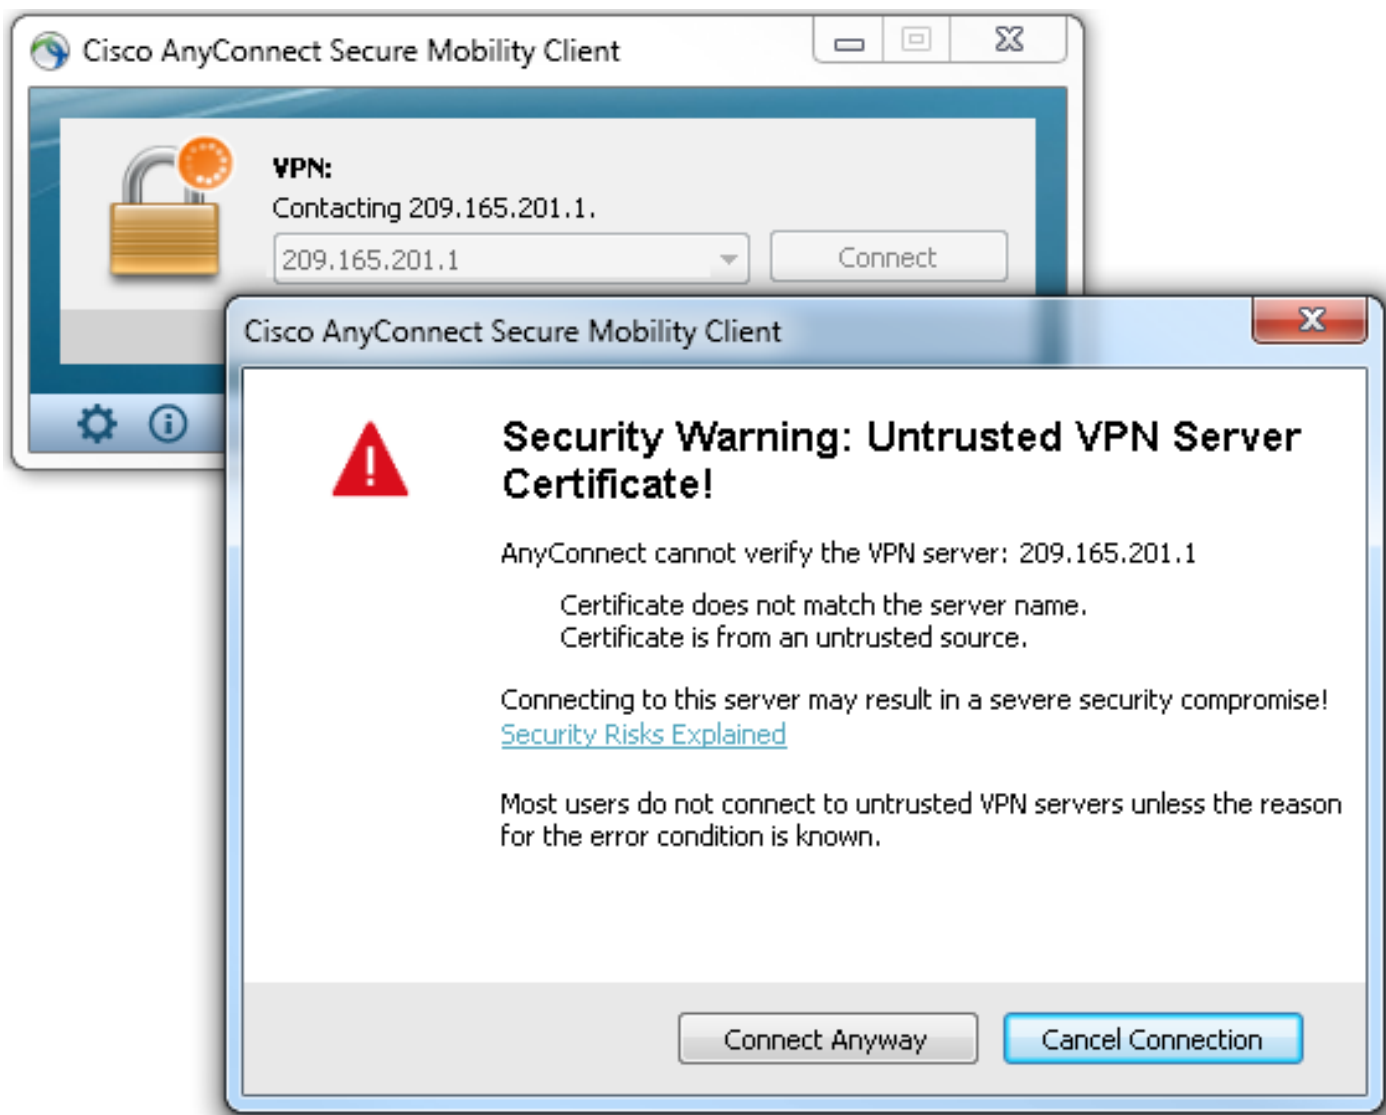 Cisco AnyConnect Secure Mobility Client
VPN:
Contacting 209.165.201.1.
209.165.201.1
Connect
Cisco AnyConnect Secure Mobility Client
Security Warning: Untrusted VPN Server
Certificate!
AnyConnect cannot verify the VPN server: 209.165.201.1
Certificate does not match the server name.
Certificate is from an untrusted source.
Connecting to this server may result in a severe security compromise!
Security Risks Explained
Most users do not connect to untrusted VPN servers unless the reason
for the error condition is known.
Connect Anyway
Cancel Connection